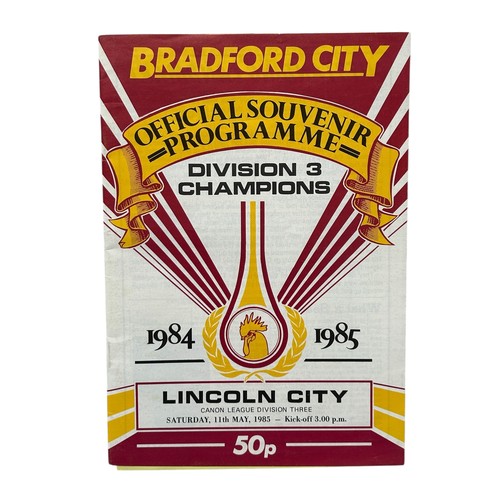 BRADFORD CITY
OFFICIAL SOUVENIR
PROGRAMME
DIVISION 3
CHAMPIONS
1984 1985
LINCOLN CITY
CANON LEAGUE DIVISION THREE
SATURDAY, 11th MAY, 1985 — Kick-off 3.00 p.m.
50p